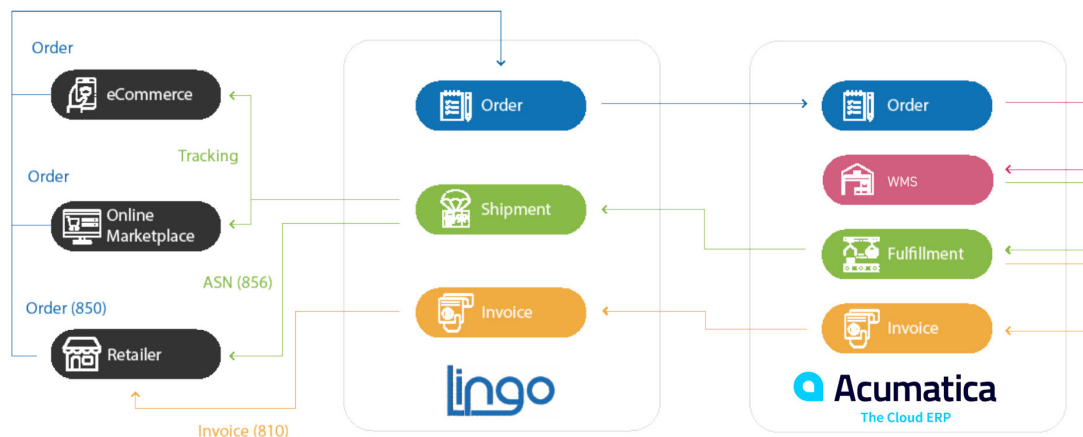 Order
eCommerce
Tracking
Order
Online
Marketplace
ASN (856)
Order (850)
Retailer
Invoice (810)
Order
Shipment
Invoice
Lingo
Order
WMS
Fulfillment
Invoice
Acumatica
The Cloud ERP